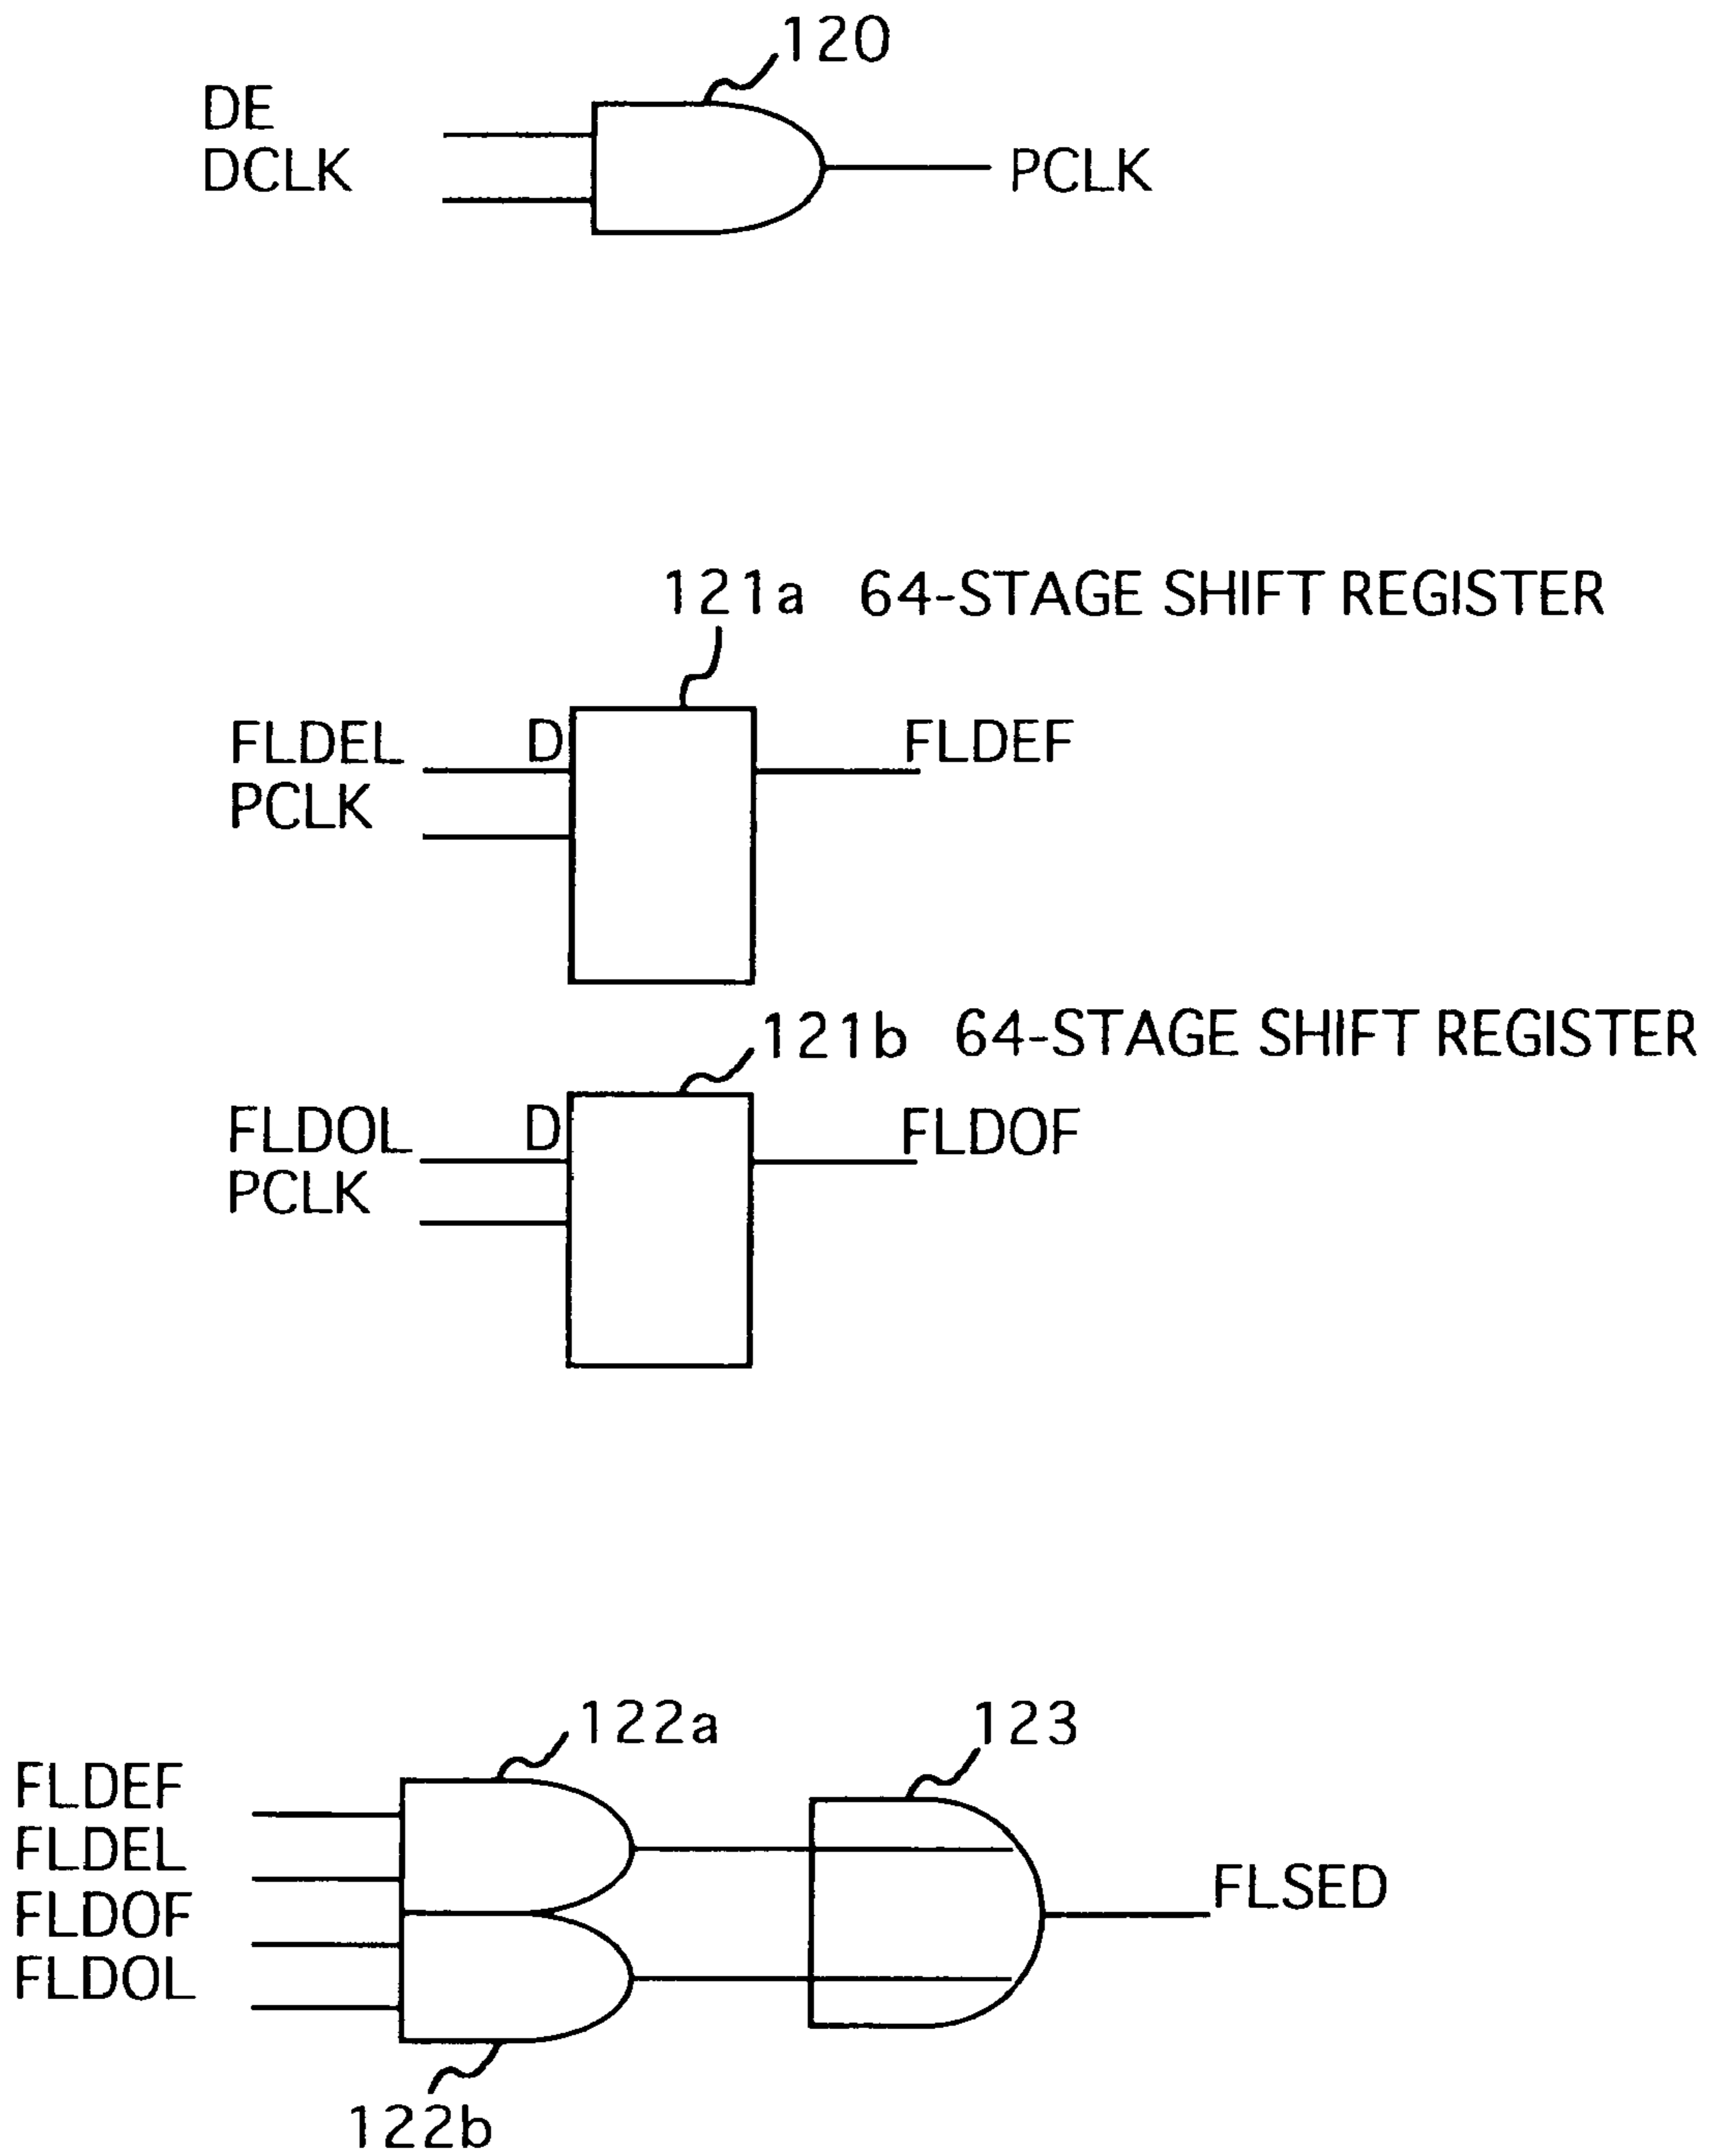 120
DE
DCLK
PCLK
121a 64-STAGE SHIFT REGISTER
FLDEL D FLDEF
PCLK
121b 64-STAGE SHIFT REGISTER
FLDOL D FLDOF
PCLK
122a 123
FLDEF
FLDEL
FLSED
FLDOF
FLDOL
122b